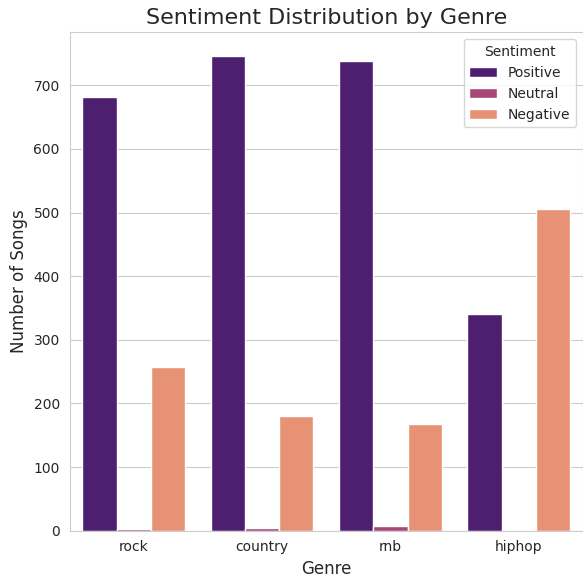 Sentiment Distribution by Genre
Sentiment
Positive
Neutral
Negative
Number of Songs
700
600
500
400
300
200
100
0
rock country rnb hiphop
Genre